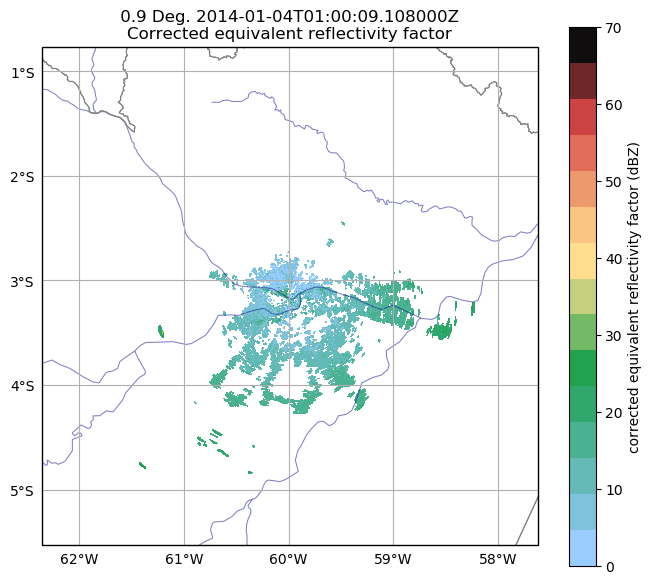 0.9 Deg. 2014-01-04T01:00:09.108000Z
Corrected equivalent reflectivity factor
1°S
2°S
3°S
4°S
5°S
62°W 61°W 60°W 59°W 58°W
70
60
50
40
30
20
10
0
corrected equivalent reflectivity factor (dBZ)